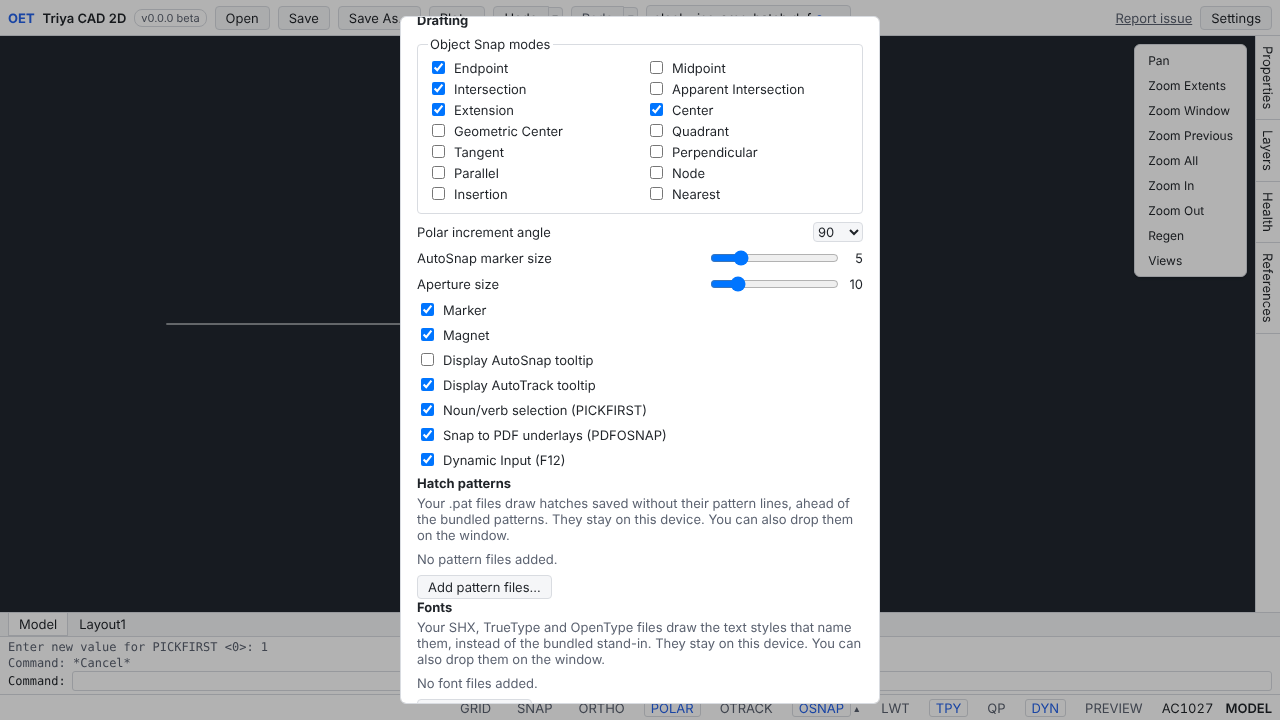 OET Triya CAD 2D v0.0.0 beta Open Save Save As
Report issue Settings
Drafting
Object Snap modes
Endpoint Midpoint
Intersection Apparent Intersection
Extension Center
Geometric Center Quadrant
Tangent Perpendicular
Parallel Node
Insertion Nearest
Polar increment angle 90
AutoSnap marker size 5
Aperture size 10
Marker
Magnet
Display AutoSnap tooltip
Display AutoTrack tooltip
Noun/verb selection (PICKFIRST)
Snap to PDF underlays (PDFOSNAP)
Dynamic Input (F12)
Hatch patterns
Your .pat files draw hatches saved without their pattern lines, ahead of
the bundled patterns. They stay on this device. You can also drop them
on the window.
No pattern files added.
Add pattern files...
Fonts
Your SHX, TrueType and OpenType files draw the text styles that name
them, instead of the bundled stand-in. They stay on this device. You can
also drop them on the window.
No font files added.
Pan
Zoom Extents
Zoom Window
Zoom Previous
Zoom All
Zoom In
Zoom Out
Regen
Views
Properties
Layers
Health
References
Model Layout1
Enter new value for PICKFIRST <0>: 1
Command: *Cancel*
Command:
GRID SNAP ORTHO POLAR OTRACK OSNAP LWT TPY QP DYN PREVIEW AC1027 MODEL